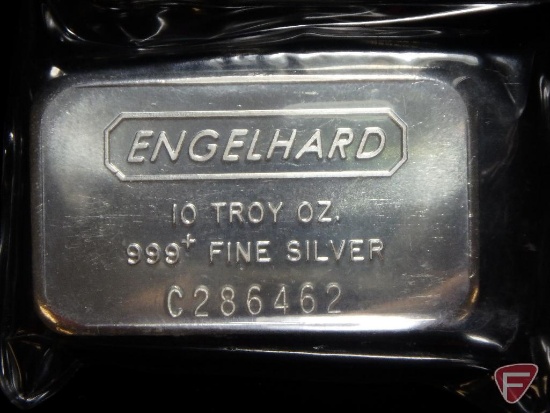 ENGELHARD
10 TROY OZ.
999+ FINE SILVER
C286462
F